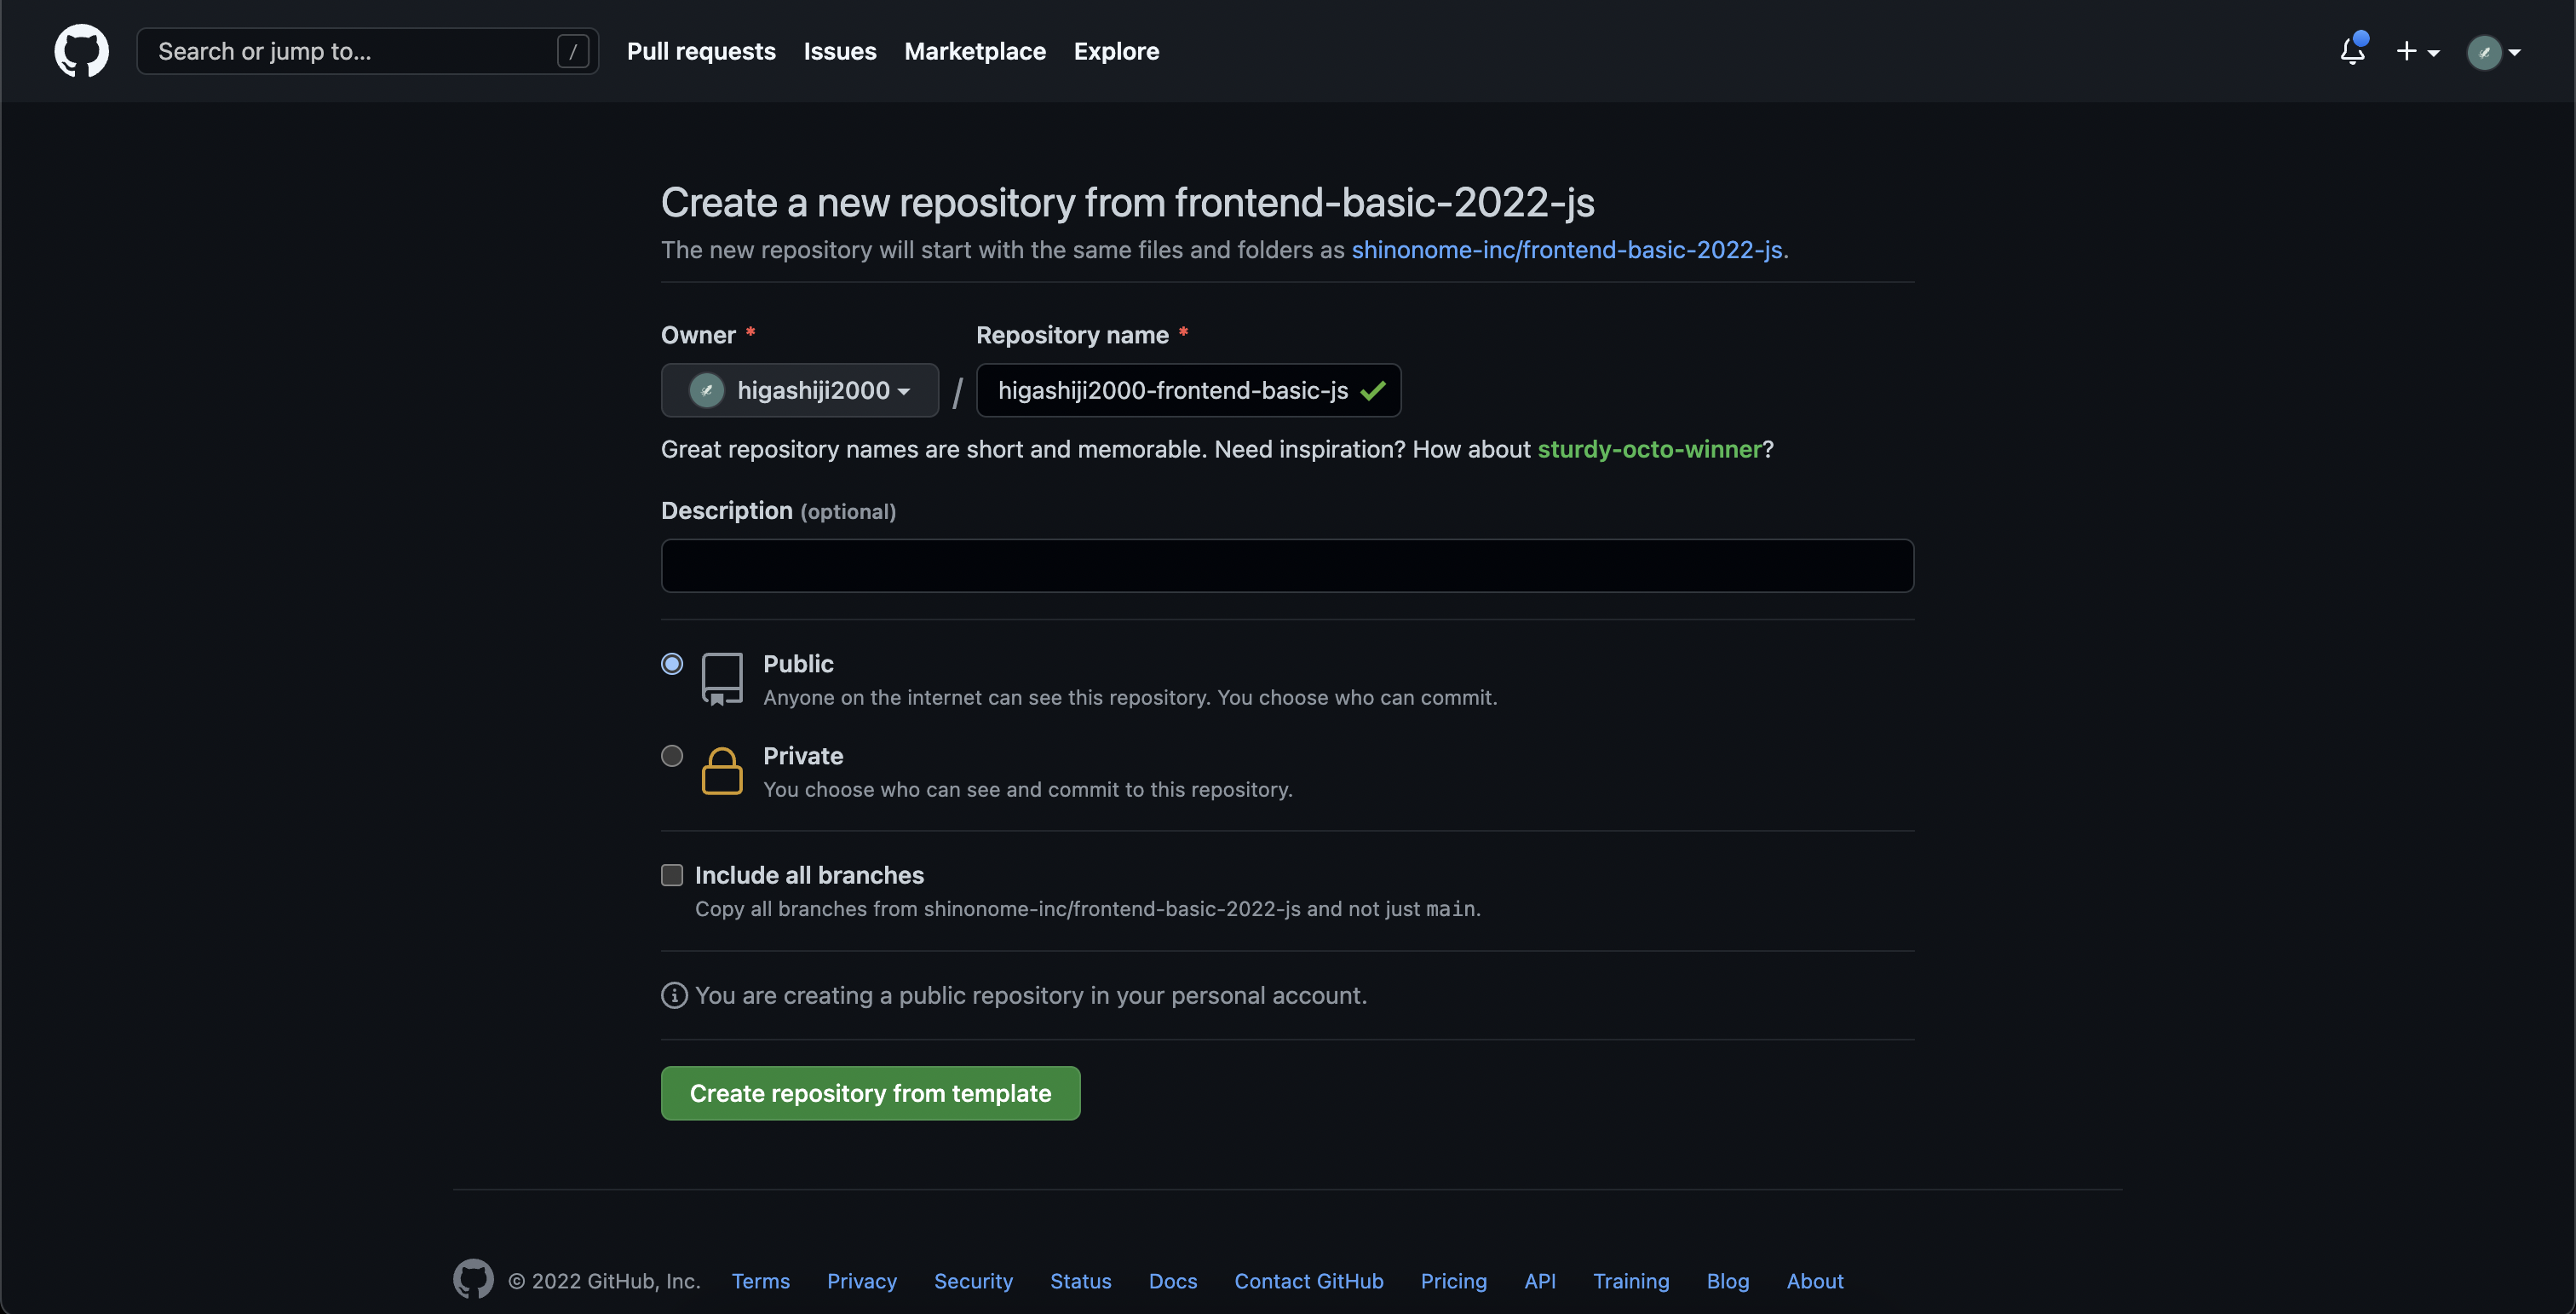 Search or jump to... /
Pull requests Issues Marketplace Explore
Create a new repository from frontend-basic-2022-js
The new repository will start with the same files and folders as shinonome-inc/frontend-basic-2022-js.
Owner * Repository name *
higashiji2000 / higashiji2000-frontend-basic-js
Great repository names are short and memorable. Need inspiration? How about sturdy-octo-winner?
Description (optional)
Public
Anyone on the internet can see this repository. You choose who can commit.
Private
You choose who can see and commit to this repository.
Include all branches
Copy all branches from shinonome-inc/frontend-basic-2022-js and not just main.
You are creating a public repository in your personal account.
Create repository from template
© 2022 GitHub, Inc. Terms Privacy Security Status Docs Contact GitHub Pricing API Training Blog About